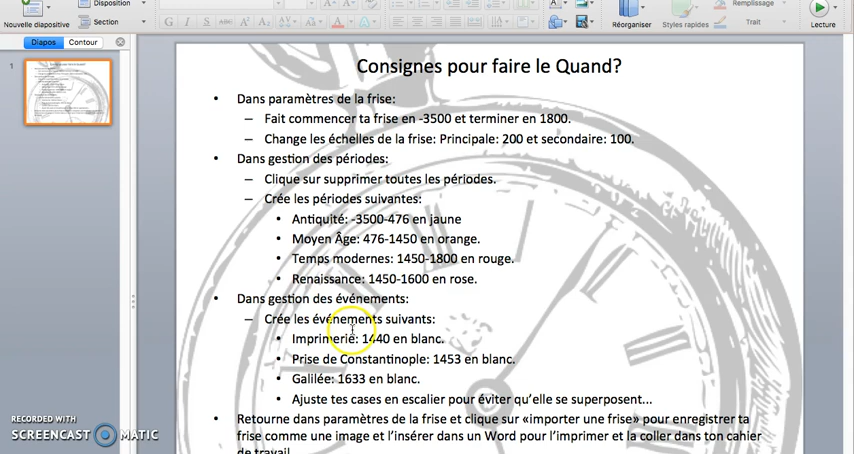 Disposition
Remplissage
Nouvelle diapositive
Section
G I S ABC
Réorganiser
Styles rapides
Trait
Lecture
Diapos
Contour
1
Consignes pour faire le Quand?
• Dans paramètres de la frise:
– Fait commencer ta frise en -3500 et terminer en 1800.
– Change les échelles de la frise: Principale: 200 et secondaire: 100.
• Dans gestion des périodes:
– Clique sur supprimer toutes les périodes.
– Crée les périodes suivantes:
• Antiquité: -3500-476 en jaune
• Moyen Âge: 476-1450 en orange.
• Temps modernes: 1450-1800 en rouge.
• Renaissance: 1450-1600 en rose.
• Dans gestion des événements:
– Crée les événements suivants:
• Imprimerie: 1440 en blanc.
• Prise de Constantinople: 1453 en blanc.
• Galilée: 1633 en blanc.
• Ajuste tes cases en escalier pour éviter qu'elle se superposent...
• Retourne dans paramètres de la frise et clique sur «importer une frise» pour enregistrer ta
frise comme une image et l'insérer dans un Word pour l'imprimer et la coller dans ton cahier
de travail
RECORDED WITH
SCREENCAST MATIC